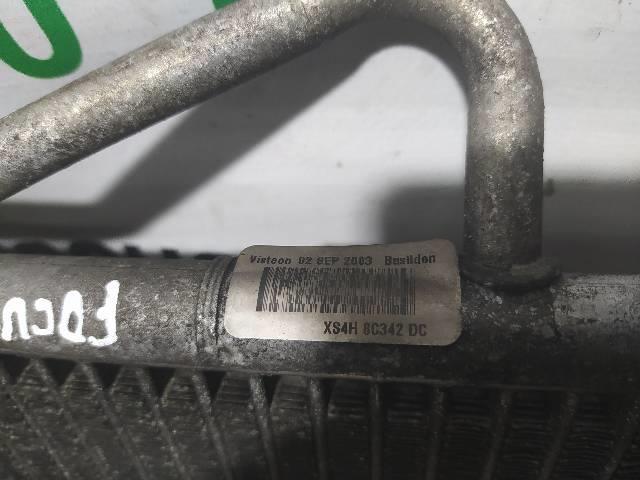 Visteon 02 SEP 2003 Basildon
XS4H 8C342 DC
FOCU